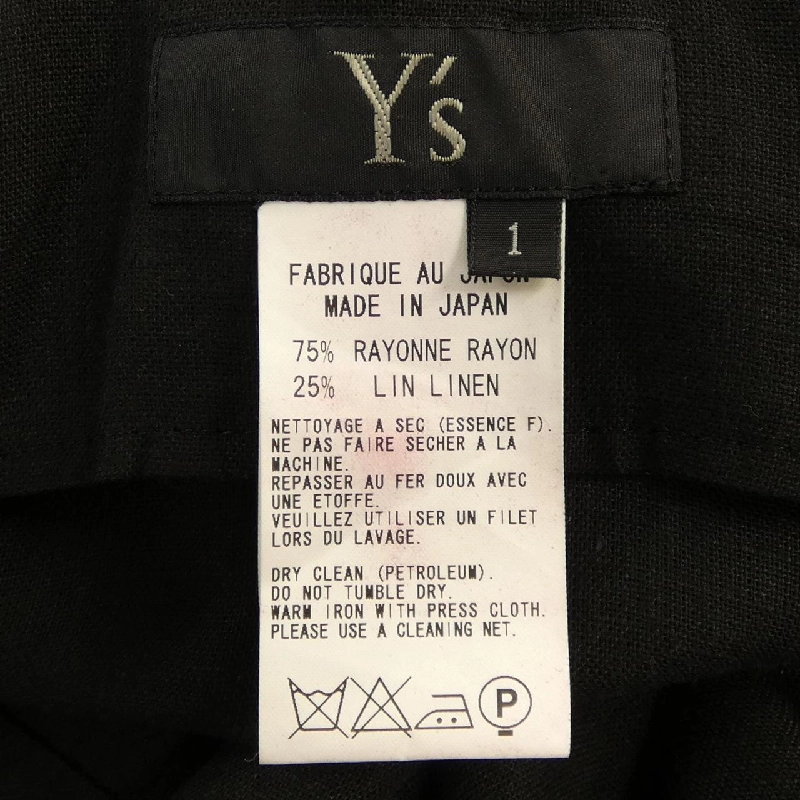 Y's
1
FABRIQUE AU JAPON
MADE IN JAPAN
75% RAYONNE RAYON
25% LIN LINEN
NETTOYAGE A SEC (ESSENCE F).
NE PAS FAIRE SECHER A LA
MACHINE.
REPASSER AU FER DOUX AVEC
UNE ETOFFE.
VEUILLEZ UTILISER UN FILET
LORS DU LAVAGE.
DRY CLEAN (PETROLEUM).
DO NOT TUMBLE DRY.
WARM IRON WITH PRESS CLOTH.
PLEASE USE A CLEANING NET.
P